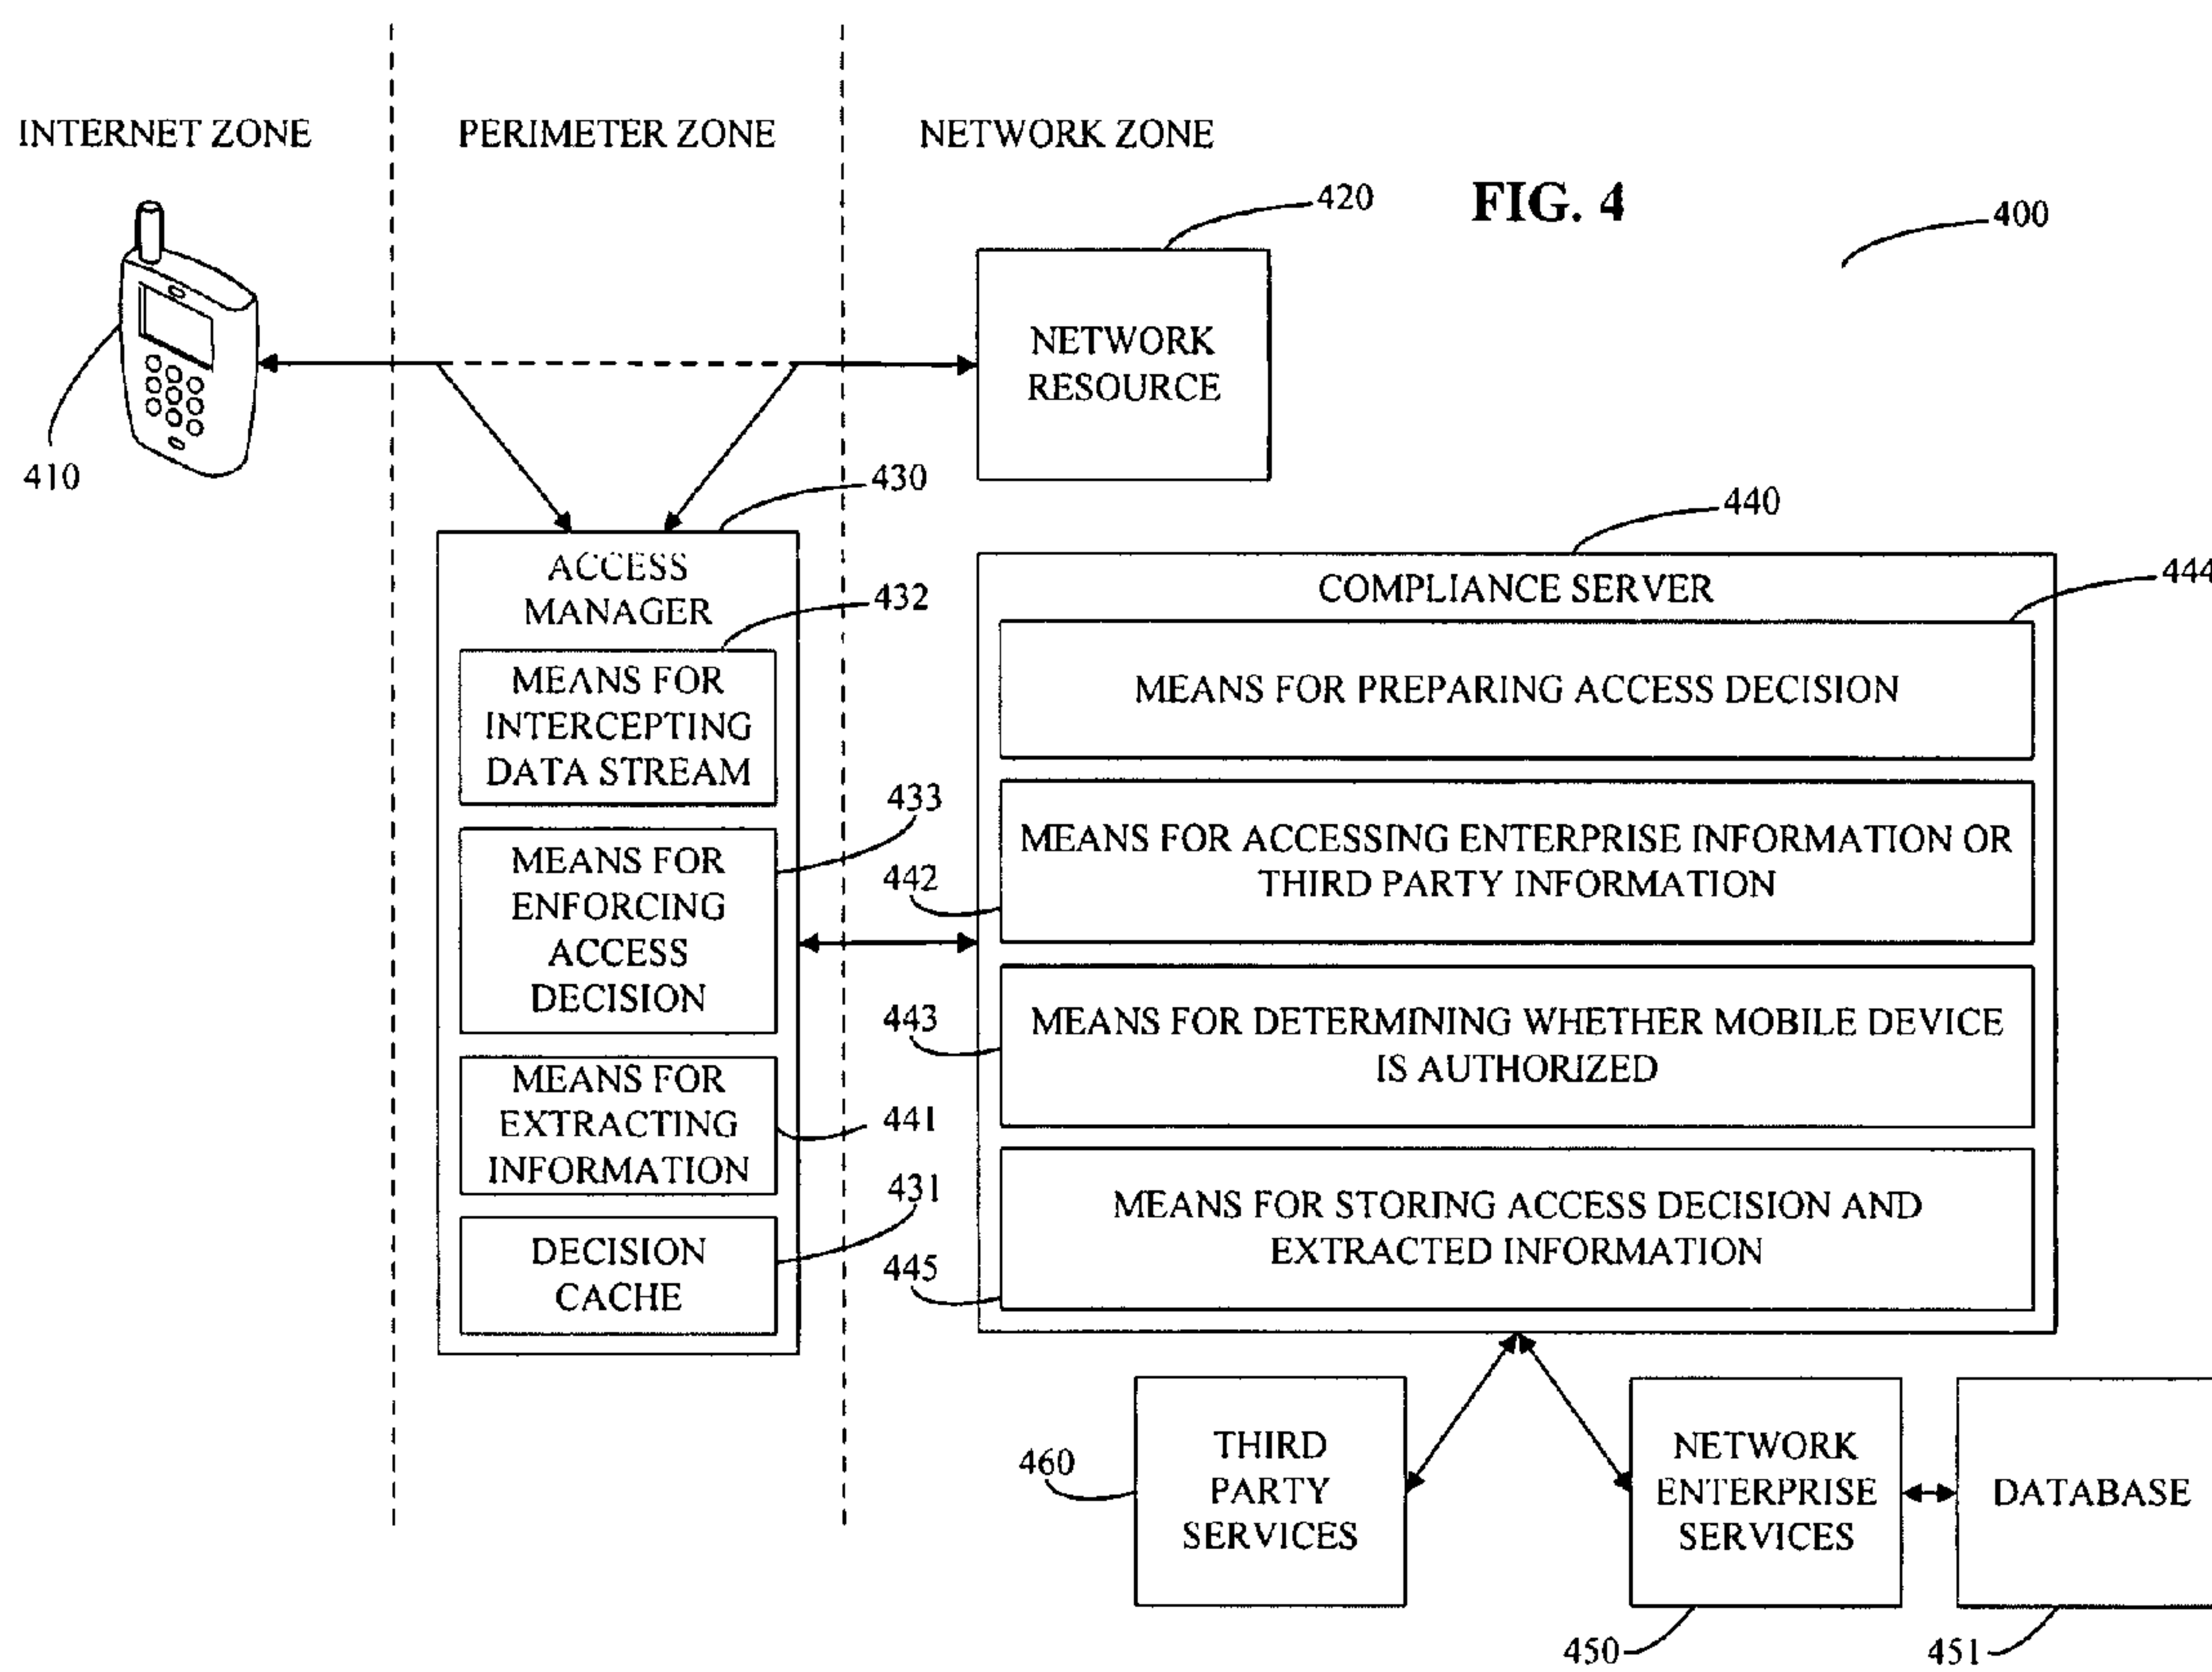 INTERNET ZONE
PERIMETER ZONE
NETWORK ZONE
FIG. 4
400
420
NETWORK
RESOURCE
410
430
ACCESS
MANAGER
432
MEANS FOR
INTERCEPTING
DATA STREAM
433
MEANS FOR
ENFORCING
ACCESS
DECISION
MEANS FOR
EXTRACTING
INFORMATION
441
431
DECISION
CACHE
440
COMPLIANCE SERVER
444
MEANS FOR PREPARING ACCESS DECISION
442
MEANS FOR ACCESSING ENTERPRISE INFORMATION OR
THIRD PARTY INFORMATION
443
MEANS FOR DETERMINING WHETHER MOBILE DEVICE
IS AUTHORIZED
445
MEANS FOR STORING ACCESS DECISION AND
EXTRACTED INFORMATION
460
THIRD
PARTY
SERVICES
NETWORK
ENTERPRISE
SERVICES
DATABASE
450
451